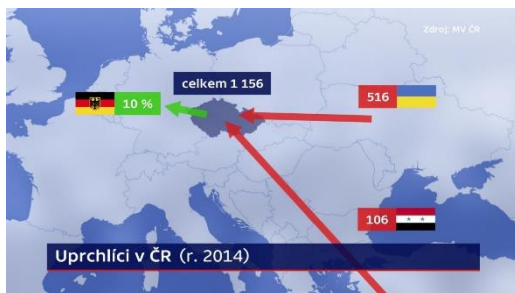 Zdroj: MV ČR
celkem 1 156
10 %
516
106
Uprchlíci v ČR (r. 2014)